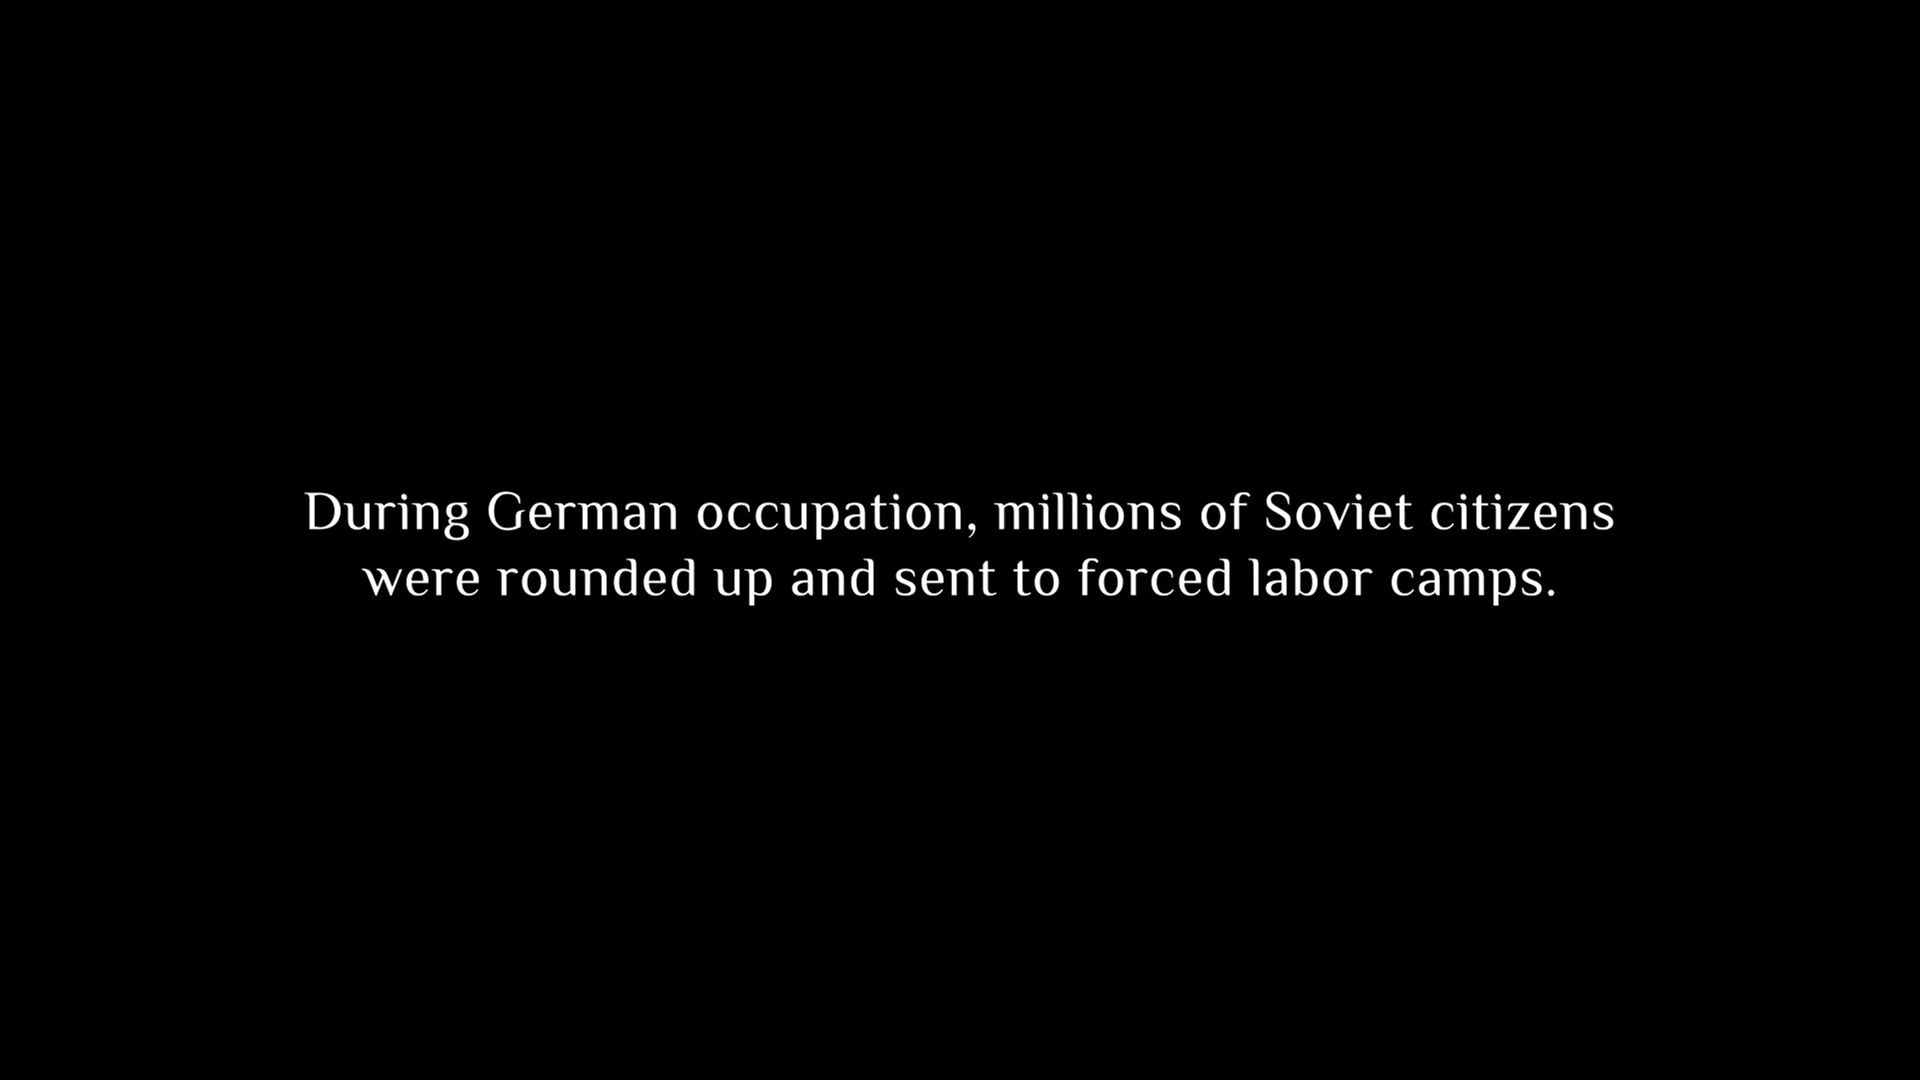 During German occupation, millions of Soviet citizens
were rounded up and sent to forced labor camps.